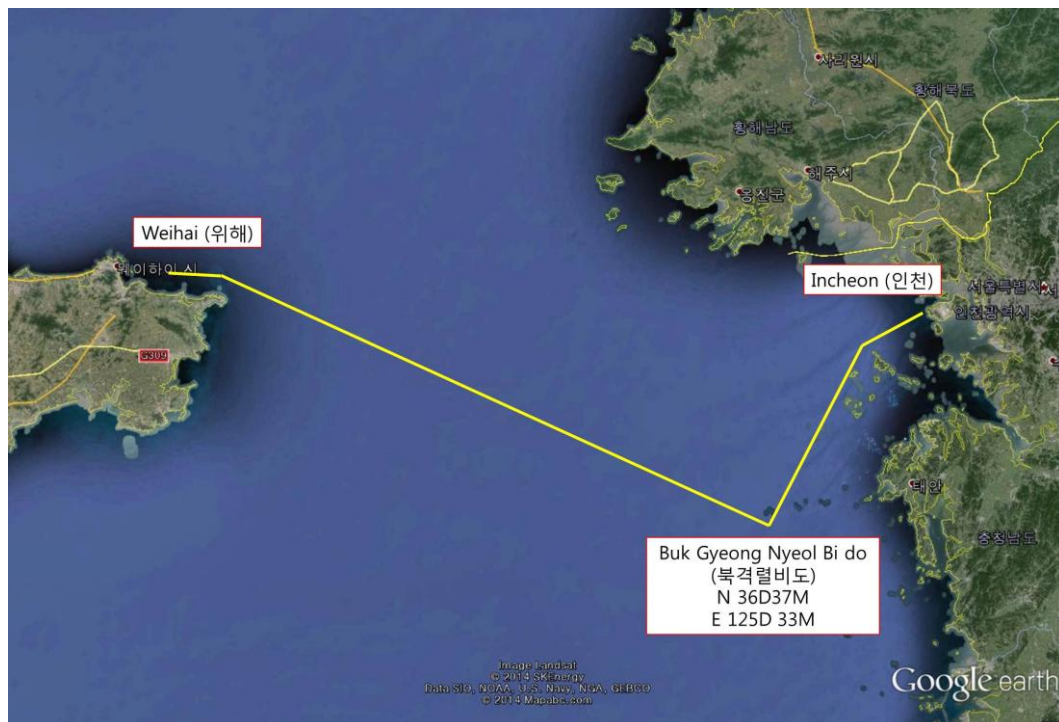 사리원시
황해북도
황해남도
해주시
옹진군
Weihai (위해)
웨이하이 시
Incheon (인천)
서울특별시
인천광역시
G309
태안
Buk Gyeong Nyeol Bi do
(북격렬비도)
N 36D37M
E 125D 33M
충청남도
Image Landsat
© 2014 SKEnergy
Data SIO, NOAA, U.S. Navy, NGA, GEBCO
© 2014 Mapabc.com
Google earth